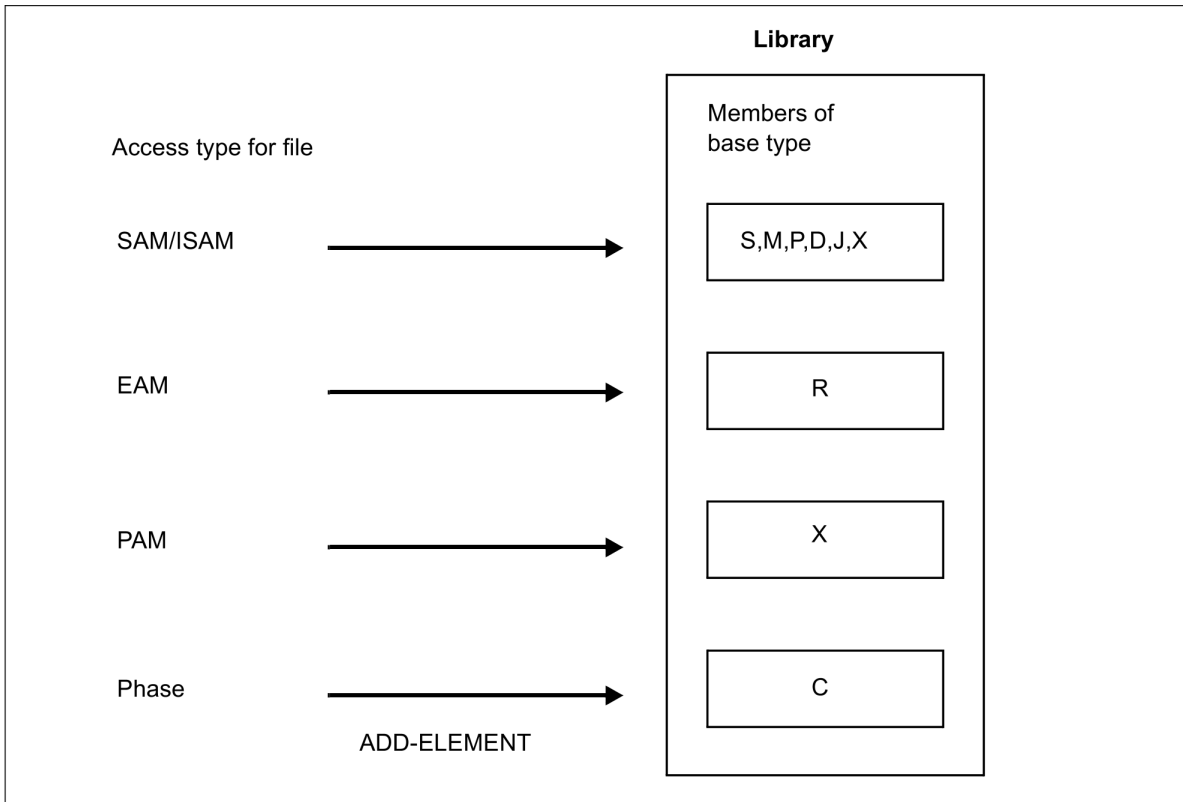 Library
Members of
base type
Access type for file
SAM/ISAM
S,M,P,D,J,X
EAM
R
PAM
X
Phase
C
ADD-ELEMENT